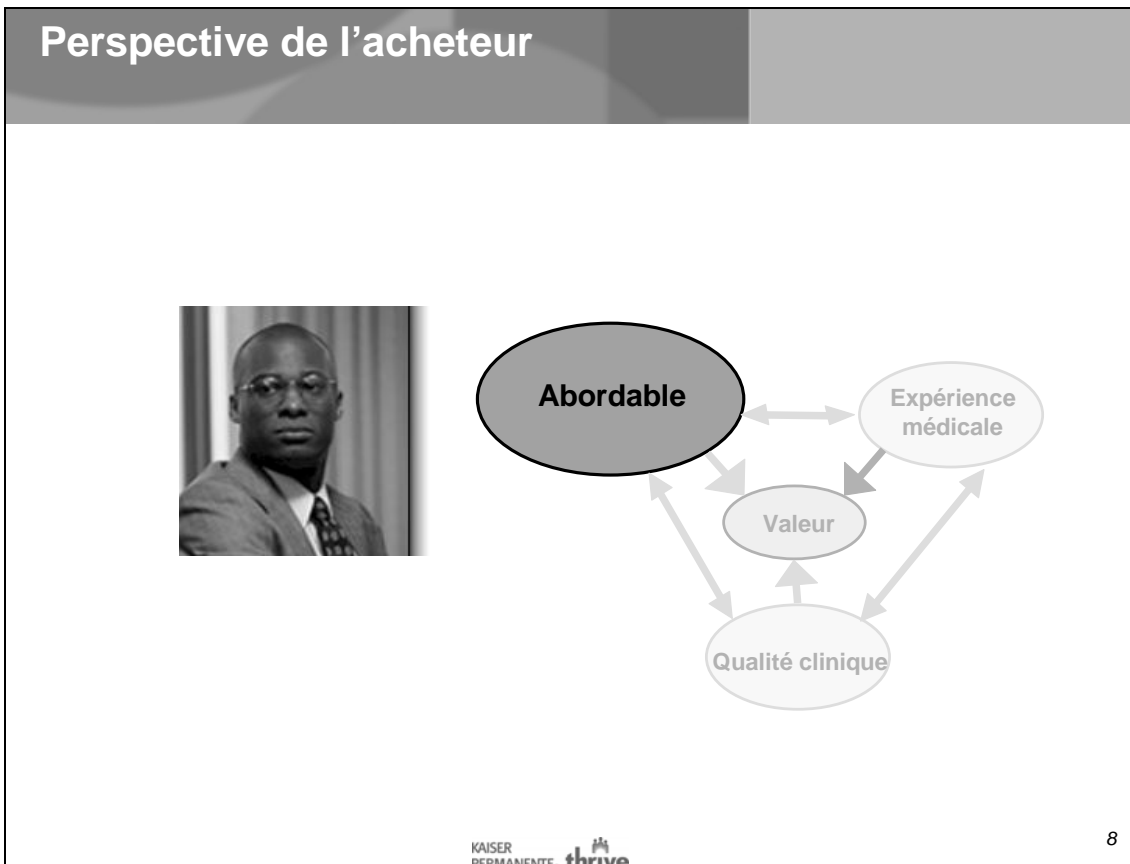 Perspective de l’acheteur
Abordable
Expérience
médicale
Valeur
Qualité clinique
KAISER
PERMANENTE. thrive
8